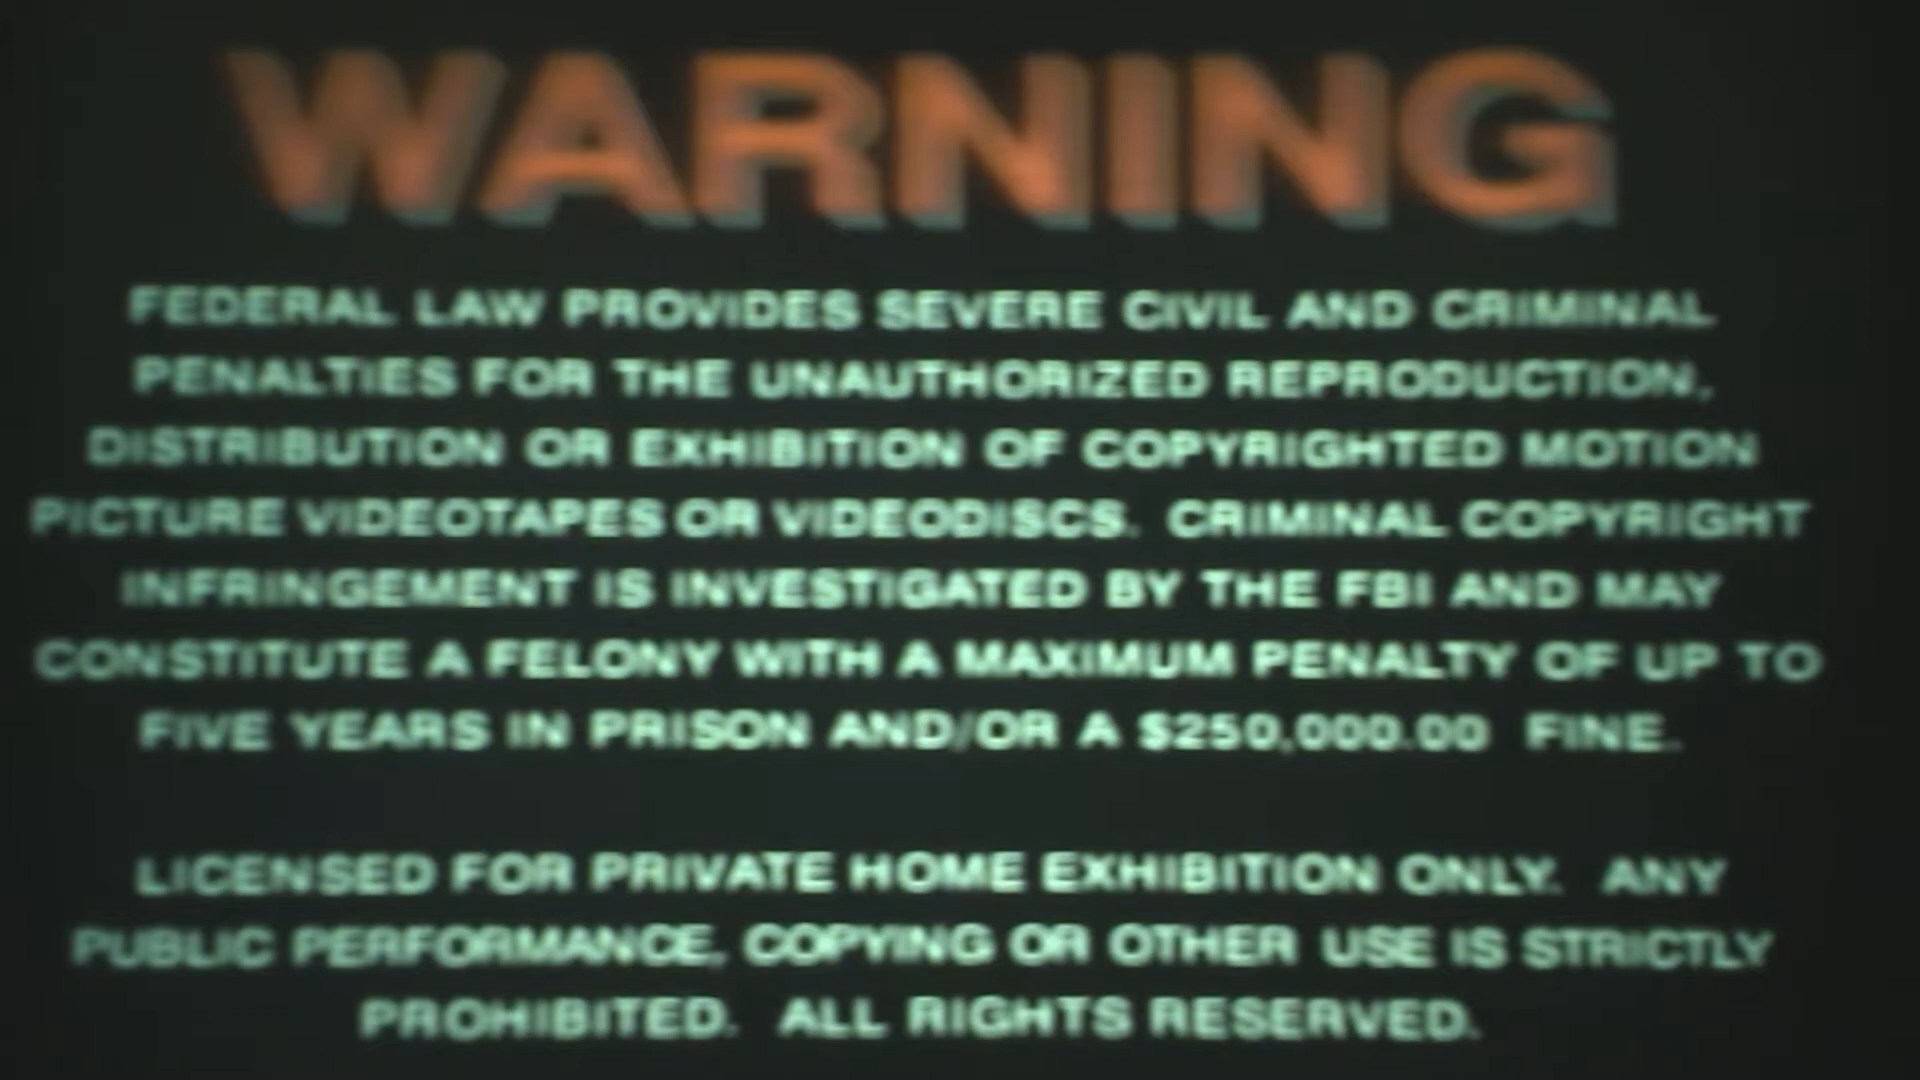 WARNING
FEDERAL LAW PROVIDES SEVERE CIVIL AND CRIMINAL
PENALTIES FOR THE UNAUTHORIZED REPRODUCTION,
DISTRIBUTION OR EXHIBITION OF COPYRIGHTED MOTION
PICTURE VIDEOTAPES OR VIDEODISCS. CRIMINAL COPYRIGHT
INFRINGEMENT IS INVESTIGATED BY THE FBI AND MAY
CONSTITUTE A FELONY WITH A MAXIMUM PENALTY OF UP TO
FIVE YEARS IN PRISON AND/OR A $250,000.00 FINE.
LICENSED FOR PRIVATE HOME EXHIBITION ONLY. ANY
PUBLIC PERFORMANCE, COPYING OR OTHER USE IS STRICTLY
PROHIBITED. ALL RIGHTS RESERVED.